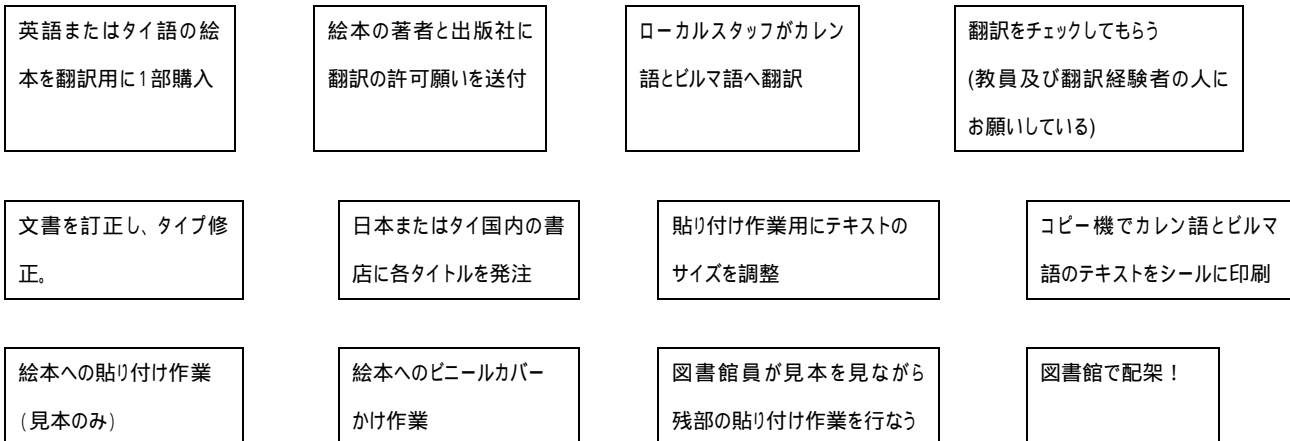 英語またはタイ語の絵
本を翻訳用に1部購入
絵本の著者と出版社に
翻訳の許可願いを送付
ローカルスタッフがカレン
語とビルマ語へ翻訳
翻訳をチェックしてもらう
(教員及び翻訳経験者の人に
お願いしている)
文書を訂正し、タイプ修
正。
日本またはタイ国内の書
店に各タイトルを発注
貼り付け作業用にテキストの
サイズを調整
コピー機でカレン語とビルマ
語のテキストをシールに印刷
絵本への貼り付け作業
(見本のみ)
絵本へのビニールカバー
かけ作業
図書館員が見本を見ながら
残部の貼り付け作業を行なう
図書館で配架！